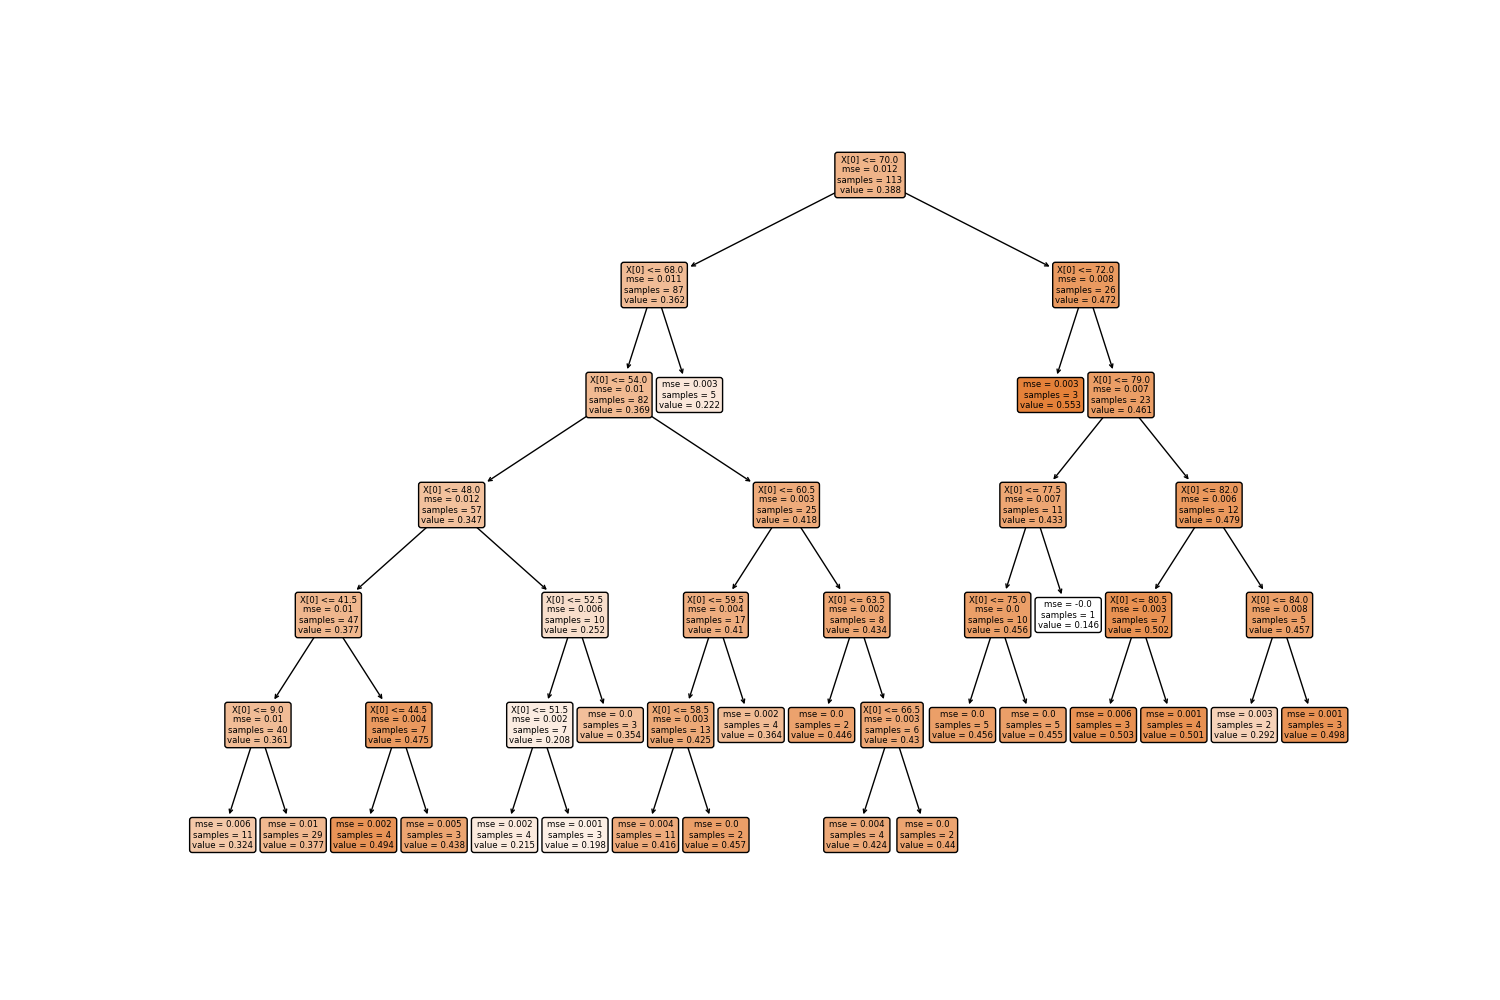 X[0] <= 70.0
mse = 0.012
samples = 113
value = 0.388
X[0] <= 68.0
mse = 0.011
samples = 87
value = 0.362
X[0] <= 72.0
mse = 0.008
samples = 26
value = 0.472
X[0] <= 54.0
mse = 0.01
samples = 82
value = 0.369
mse = 0.003
samples = 5
value = 0.222
mse = 0.003
samples = 3
value = 0.553
X[0] <= 79.0
mse = 0.007
samples = 23
value = 0.461
X[0] <= 48.0
mse = 0.012
samples = 57
value = 0.347
X[0] <= 60.5
mse = 0.003
samples = 25
value = 0.418
X[0] <= 77.5
mse = 0.007
samples = 11
value = 0.433
X[0] <= 82.0
mse = 0.006
samples = 12
value = 0.479
X[0] <= 41.5
mse = 0.01
samples = 47
value = 0.377
X[0] <= 52.5
mse = 0.006
samples = 10
value = 0.252
X[0] <= 59.5
mse = 0.004
samples = 17
value = 0.41
X[0] <= 63.5
mse = 0.002
samples = 8
value = 0.434
X[0] <= 75.0
mse = 0.0
samples = 10
value = 0.456
mse = -0.0
samples = 1
value = 0.146
X[0] <= 80.5
mse = 0.003
samples = 7
value = 0.502
X[0] <= 84.0
mse = 0.008
samples = 5
value = 0.457
X[0] <= 9.0
mse = 0.01
samples = 40
value = 0.361
X[0] <= 44.5
mse = 0.004
samples = 7
value = 0.475
X[0] <= 51.5
mse = 0.002
samples = 7
value = 0.208
mse = 0.0
samples = 3
value = 0.354
X[0] <= 58.5
mse = 0.003
samples = 13
value = 0.425
mse = 0.002
samples = 4
value = 0.364
mse = 0.0
samples = 2
value = 0.446
X[0] <= 66.5
mse = 0.003
samples = 6
value = 0.43
mse = 0.0
samples = 5
value = 0.456
mse = 0.0
samples = 5
value = 0.455
mse = 0.006
samples = 3
value = 0.503
mse = 0.001
samples = 4
value = 0.501
mse = 0.003
samples = 2
value = 0.292
mse = 0.001
samples = 3
value = 0.498
mse = 0.006
samples = 11
value = 0.324
mse = 0.01
samples = 29
value = 0.377
mse = 0.002
samples = 4
value = 0.494
mse = 0.005
samples = 3
value = 0.438
mse = 0.002
samples = 4
value = 0.215
mse = 0.001
samples = 3
value = 0.198
mse = 0.004
samples = 11
value = 0.416
mse = 0.0
samples = 2
value = 0.457
mse = 0.004
samples = 4
value = 0.424
mse = 0.0
samples = 2
value = 0.44